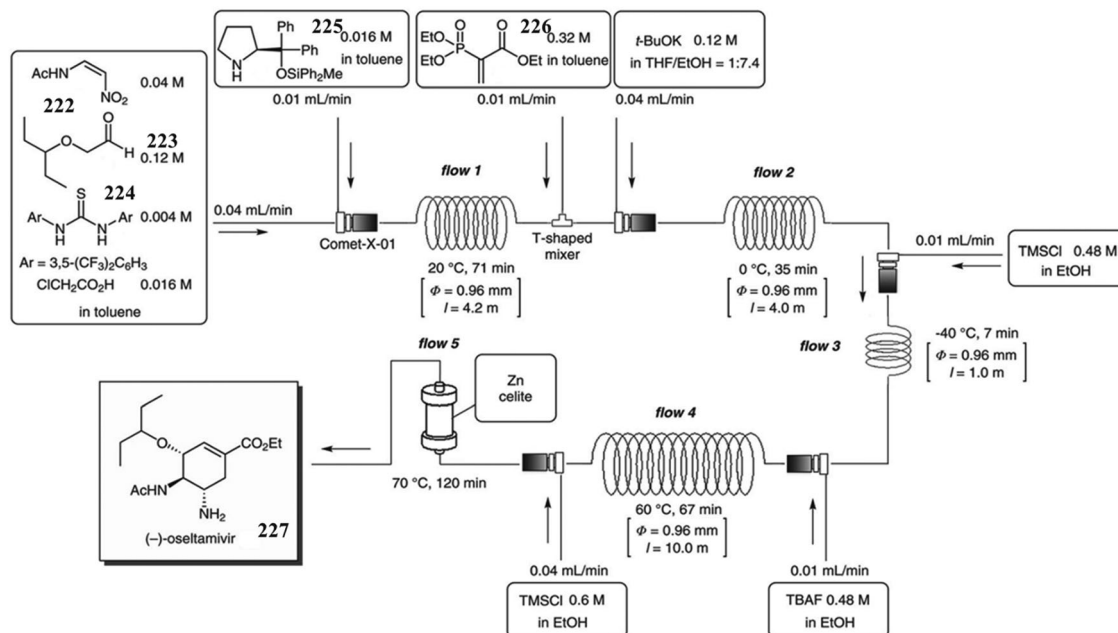 AcHN
NO₂
0.04 M
222
O
O
H
223
0.12 M
224
S
Ar
N
H
N
H
Ar
0.004 M
Ar = 3,5-(CF₃)₂C₆H₃
ClCH₂CO₂H 0.016 M
in toluene
0.04 mL/min
225
Ph
Ph
N
H
OSiPh₂Me
0.016 M
in toluene
0.01 mL/min
226
O
O
EtO
P
EtO
OEt
0.32 M
in toluene
0.01 mL/min
t-BuOK 0.12 M
in THF/EtOH = 1:7.4
0.04 mL/min
Comet-X-01
flow 1
20 °C, 71 min
Φ = 0.96 mm
l = 4.2 m
T-shaped
mixer
flow 2
0 °C, 35 min
Φ = 0.96 mm
l = 4.0 m
0.01 mL/min
TMSCl 0.48 M
in EtOH
flow 3
-40 °C, 7 min
Φ = 0.96 mm
l = 1.0 m
flow 4
60 °C, 67 min
Φ = 0.96 mm
l = 10.0 m
0.01 mL/min
TBAF 0.48 M
in EtOH
0.04 mL/min
TMSCl 0.6 M
in EtOH
flow 5
Zn
celite
70 °C, 120 min
O
CO₂Et
AcHN
NH₂
(–)-oseltamivir
227